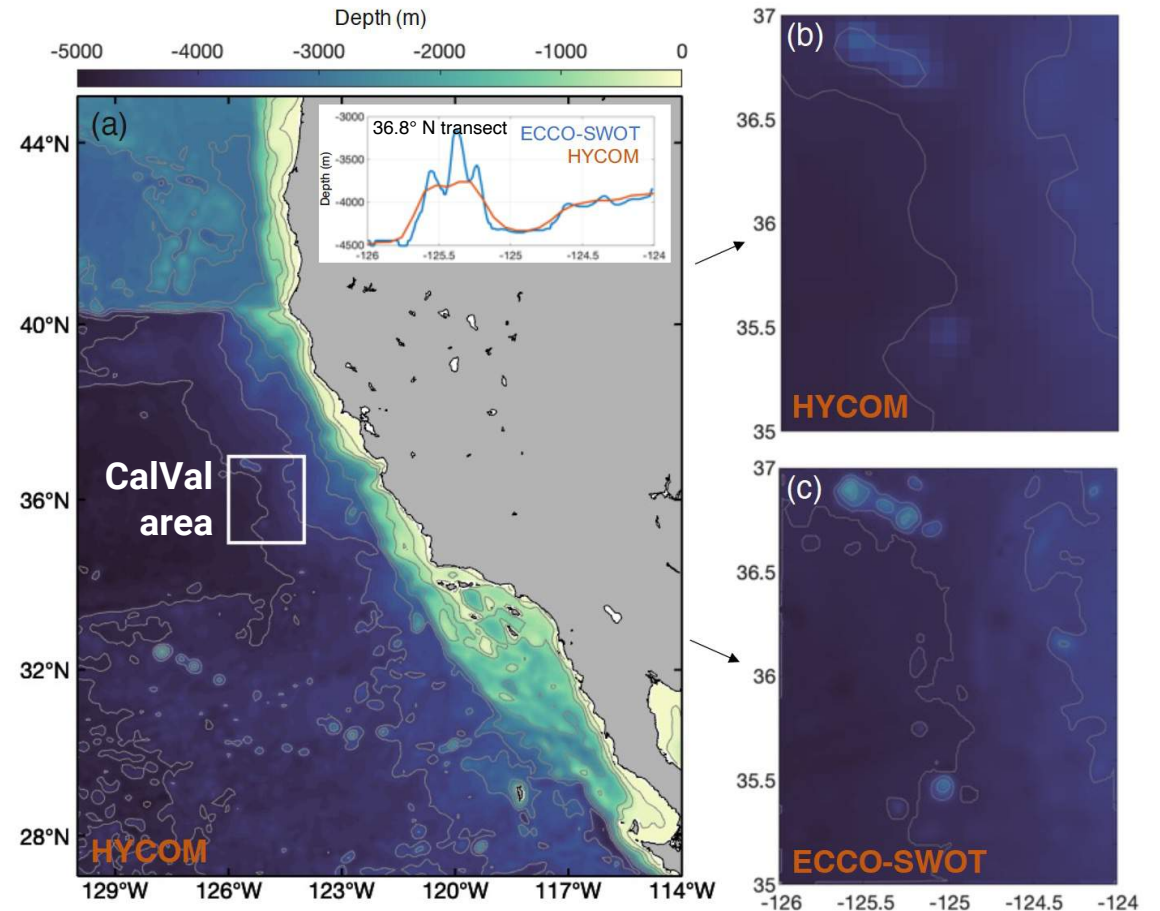 Depth (m)
-5000 -4000 -3000 -2000 -1000 0
(a)
44°N
40°N
36°N
32°N
28°N
129°W 126°W 123°W 120°W 117°W 114°W
36.8° N transect
ECCO-SWOT
HYCOM
Depth (m)
-3000
-3500
-4000
-4500
-126 -125.5 -125 -124.5 -124
CalVal
area
HYCOM
(b)
37
36.5
36
35.5
35
HYCOM
(c)
37
36.5
36
35.5
35
ECCO-SWOT
-126 -125.5 -125 -124.5 -124